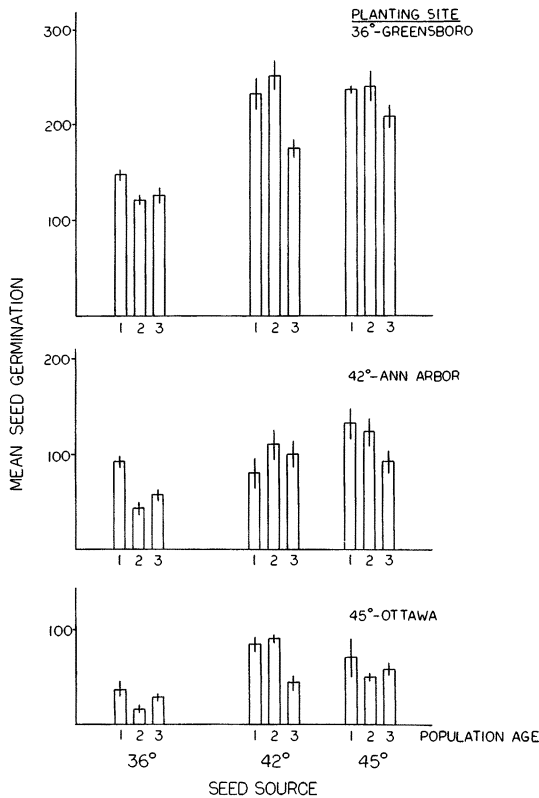 PLANTING SITE
36°-GREENSBORO
300
200
100
1 2 3 1 2 3 1 2 3
MEAN SEED GERMINATION
200
42°-ANN ARBOR
100
1 2 3 1 2 3 1 2 3
45°-OTTAWA
100
1 2 3 1 2 3 1 2 3 POPULATION AGE
36° 42° 45°
SEED SOURCE